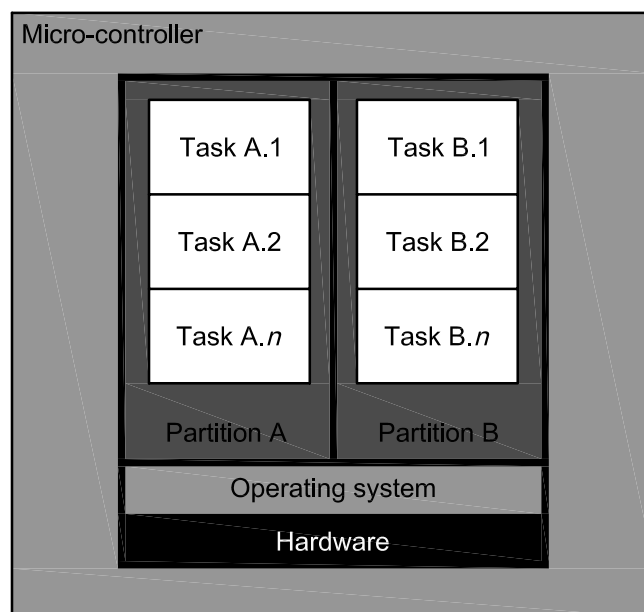 Micro-controller
Task A.1
Task B.1
Task A.2
Task B.2
Task A.n
Task B.n
Partition A
Partition B
Operating system
Hardware